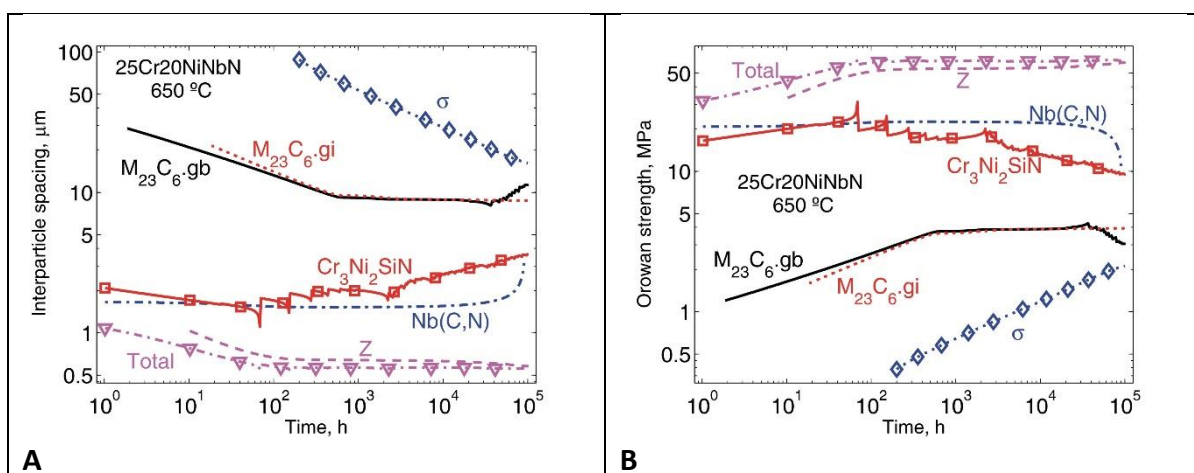 100
50
10
5
1
0.5
Interparticle spacing, μm
25Cr20NiNbN
650 ºC
σ
M23C6.gi
M23C6.gb
Cr3Ni2SiN
Nb(C,N)
Total
Z
10^0
10^1
10^2
10^3
10^4
10^5
Time, h
A
50
10
5
1
0.5
Orowan strength, MPa
Total
Z
Nb(C,N)
Cr3Ni2SiN
25Cr20NiNbN
650 ºC
M23C6.gb
M23C6.gi
σ
10^0
10^1
10^2
10^3
10^4
10^5
Time, h
B